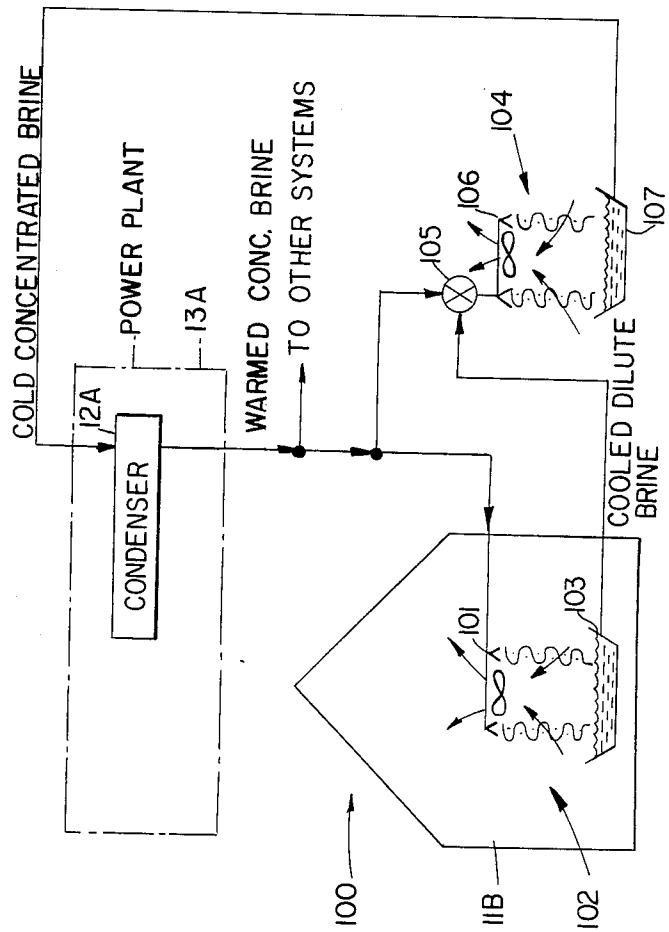 COLD CONCENTRATED BRINE
POWER PLANT
13A
12A
CONDENSER
WARMED CONC. BRINE
TO OTHER SYSTEMS
104
106
105
107
COOLED DILUTE
BRINE
101
103
100
11B
102